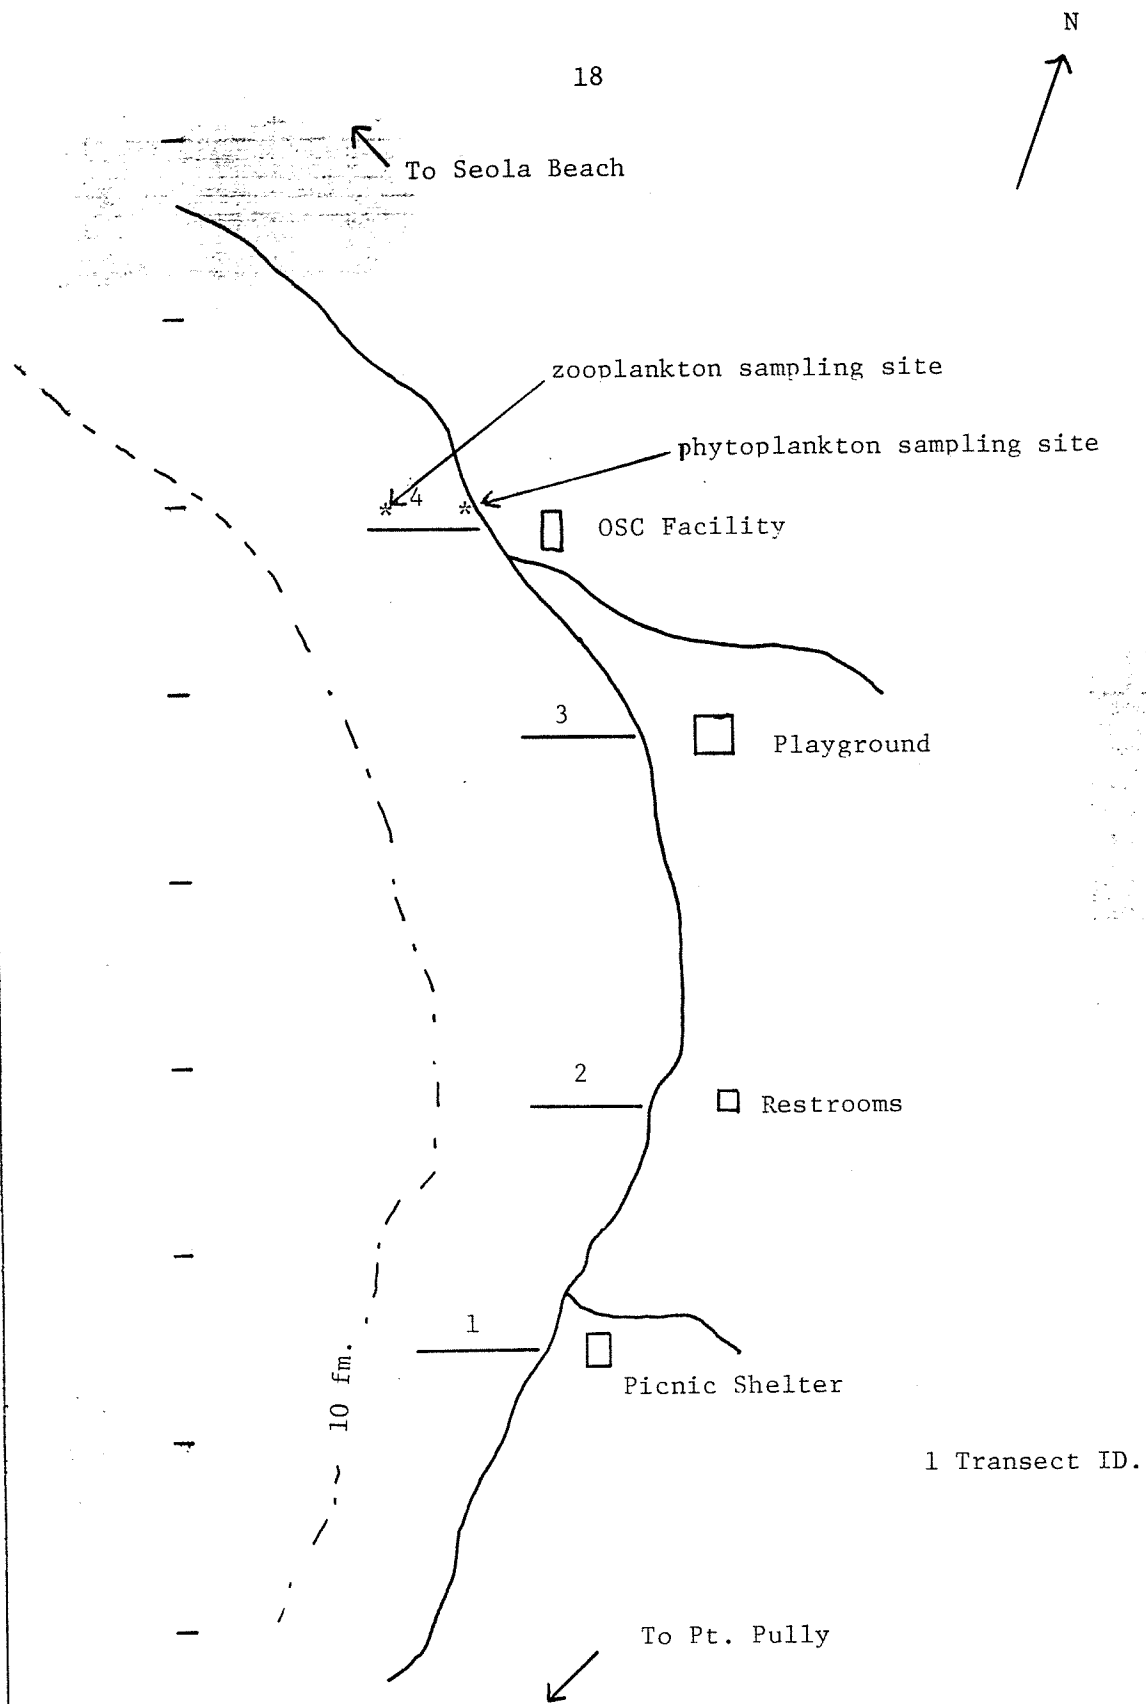 N
18
To Seola Beach
zooplankton sampling site
phytoplankton sampling site
* 4 *
OSC Facility
3
Playground
2
Restrooms
1
Picnic Shelter
10 fm.
1 Transect ID.
To Pt. Pully